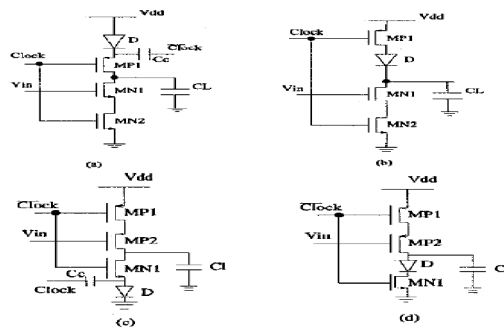 Vdd
D
Clock
Cc
Clock
MP1
Vin
MN1
CL
MN2
(a)
Vdd
Clock
MP1
D
Vin
MN1
CL
MN2
(b)
Vdd
Clock
MP1
Vin
MP2
Cc
MN1
Cl
Clock
D
(c)
Vdd
Clock
MP1
Vin
MP2
D
C
MN1
(d)